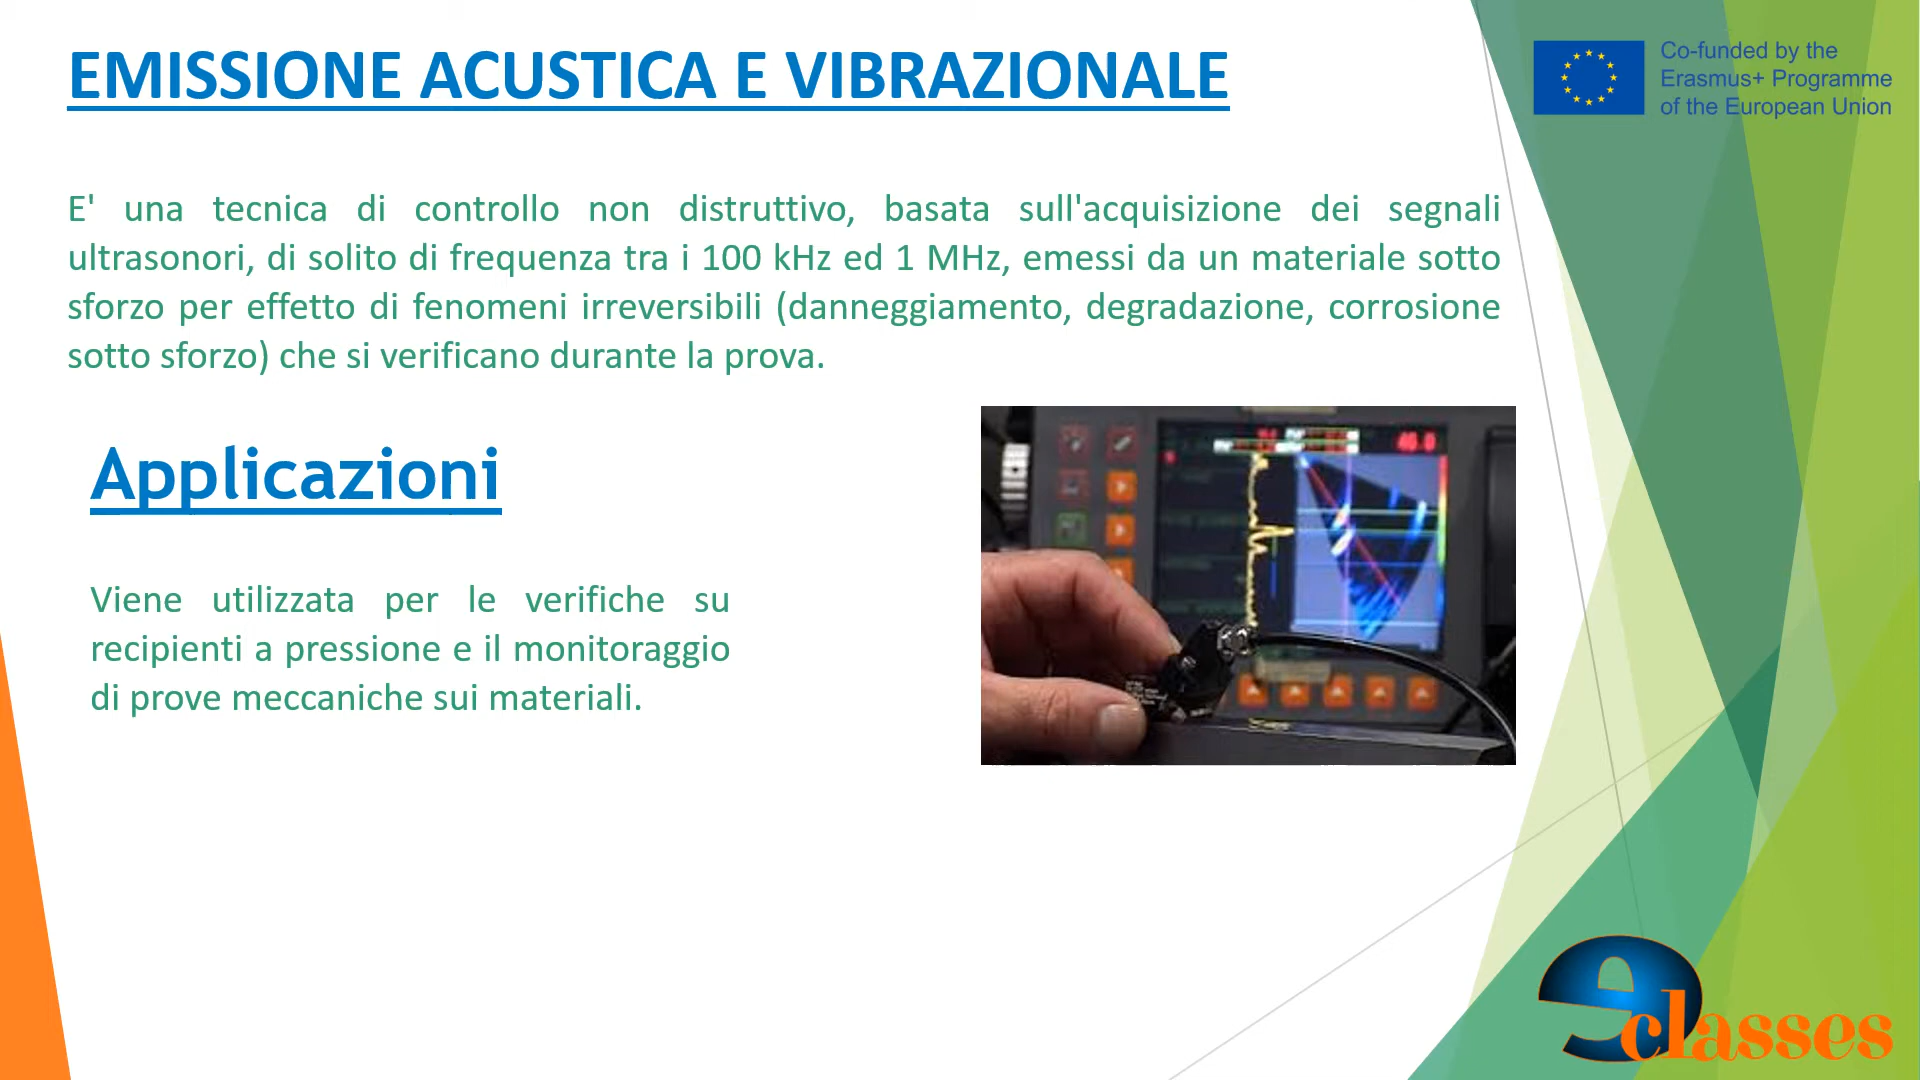 EMISSIONE ACUSTICA E VIBRAZIONALE
Co-funded by the
Erasmus+ Programme
of the European Union
E' una tecnica di controllo non distruttivo, basata sull'acquisizione dei segnali
ultrasonori, di solito di frequenza tra i 100 kHz ed 1 MHz, emessi da un materiale sotto
sforzo per effetto di fenomeni irreversibili (danneggiamento, degradazione, corrosione
sotto sforzo) che si verificano durante la prova.
Applicazioni
Viene utilizzata per le verifiche su
recipienti a pressione e il monitoraggio
di prove meccaniche sui materiali.
e classes